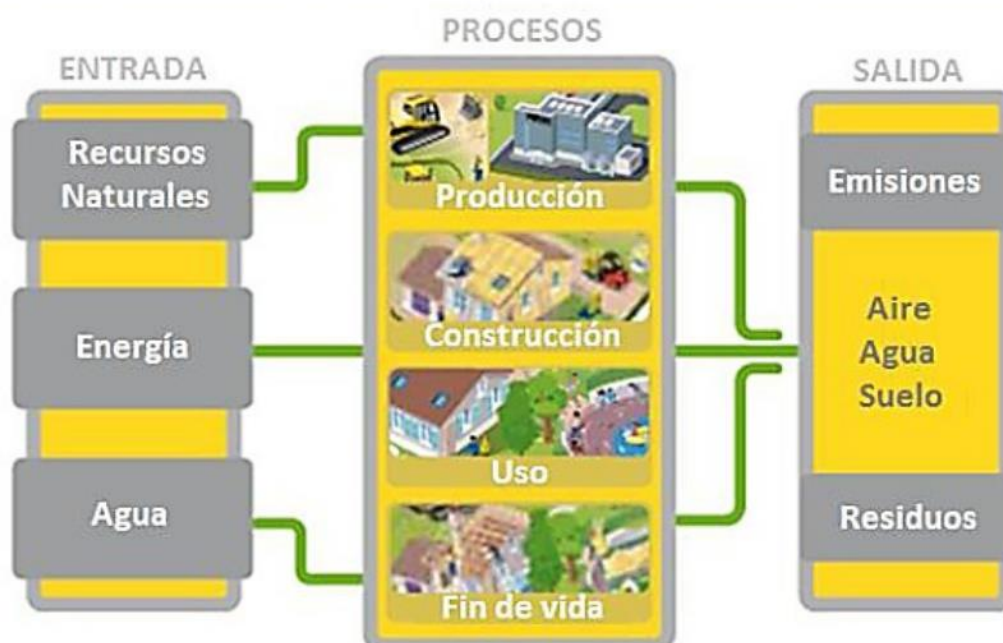 ENTRADA
Recursos
Naturales
Energía
Agua
PROCESOS
Producción
Construcción
Uso
Fin de vida
SALIDA
Emisiones
Aire
Agua
Suelo
Residuos